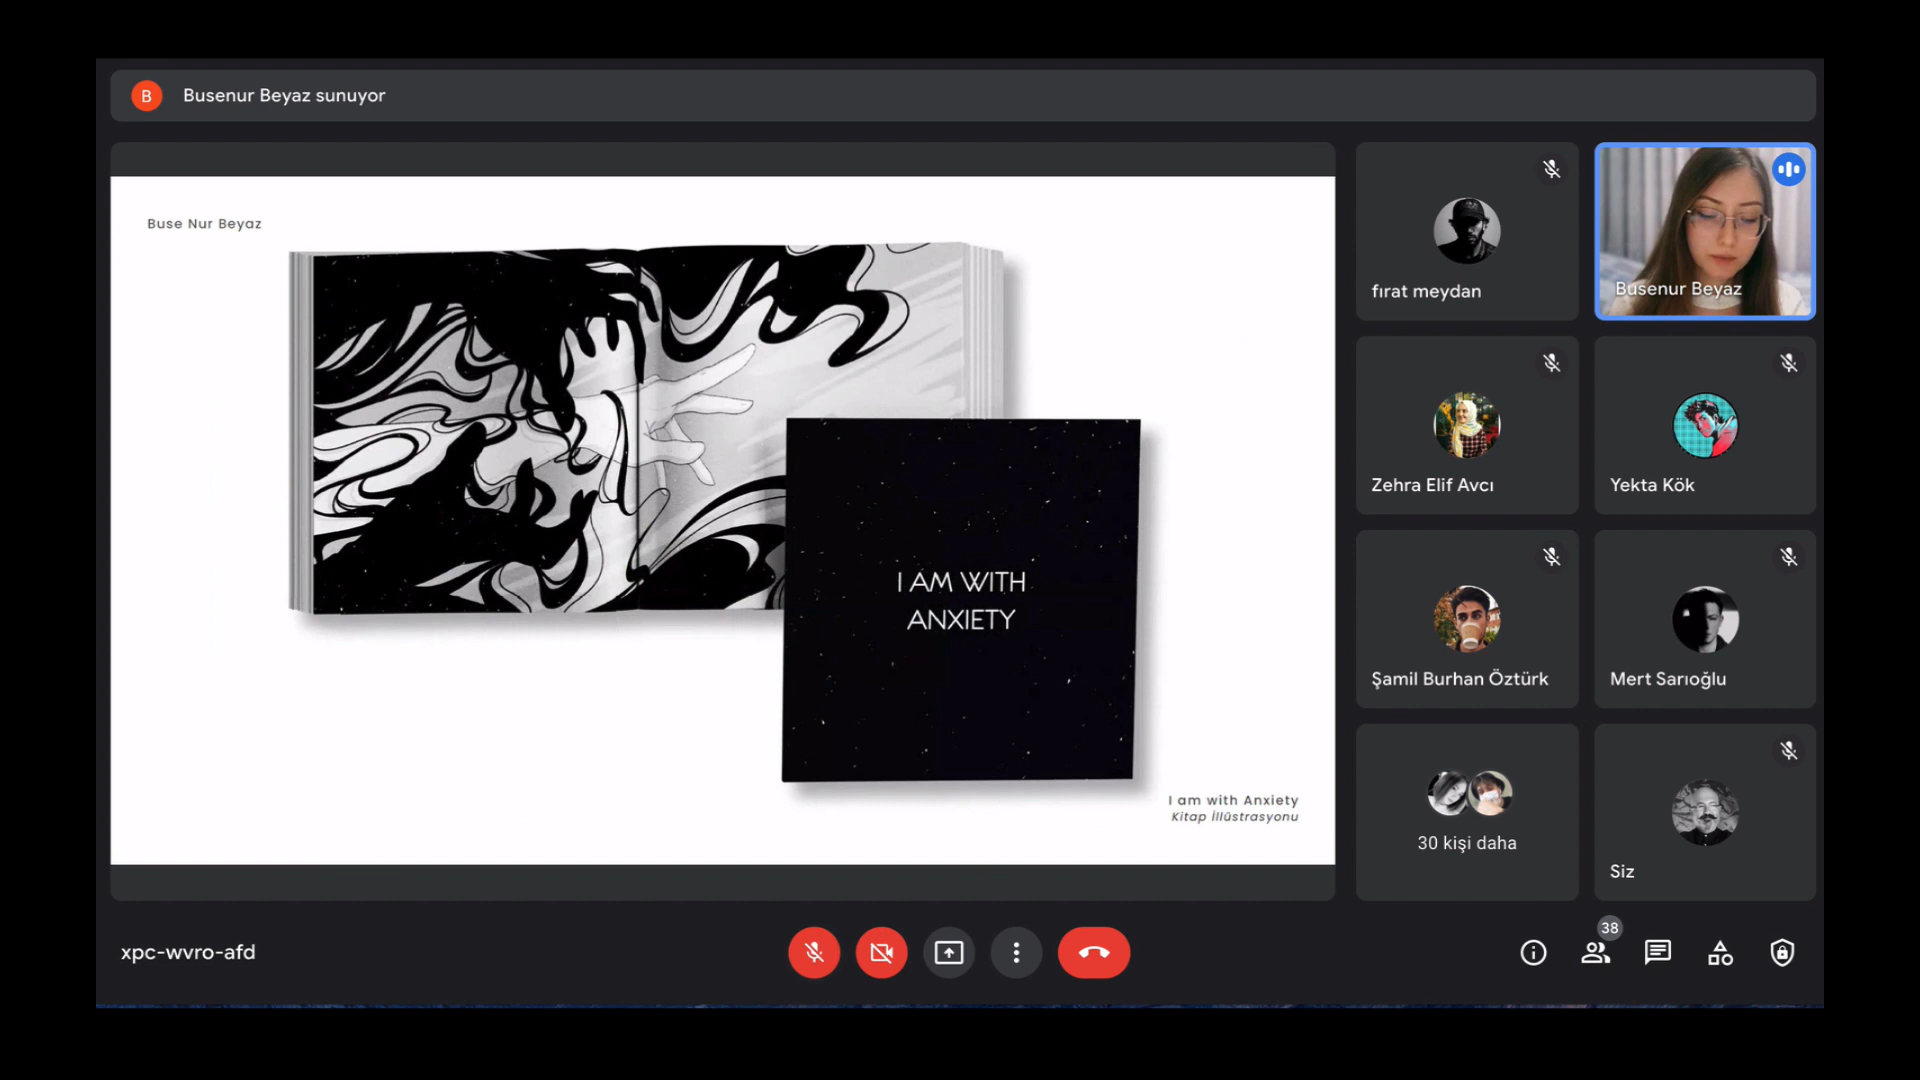 B
Busenur Beyaz sunuyor
Buse Nur Beyaz
I AM WITH
ANXIETY
I am with Anxiety
Kitap İllüstrasyonu
fırat meydan
Busenur Beyaz
Zehra Elif Avcı
Yekta Kök
Şamil Burhan Öztürk
Mert Sarıoğlu
30 kişi daha
Siz
xpc-wvro-afd
38